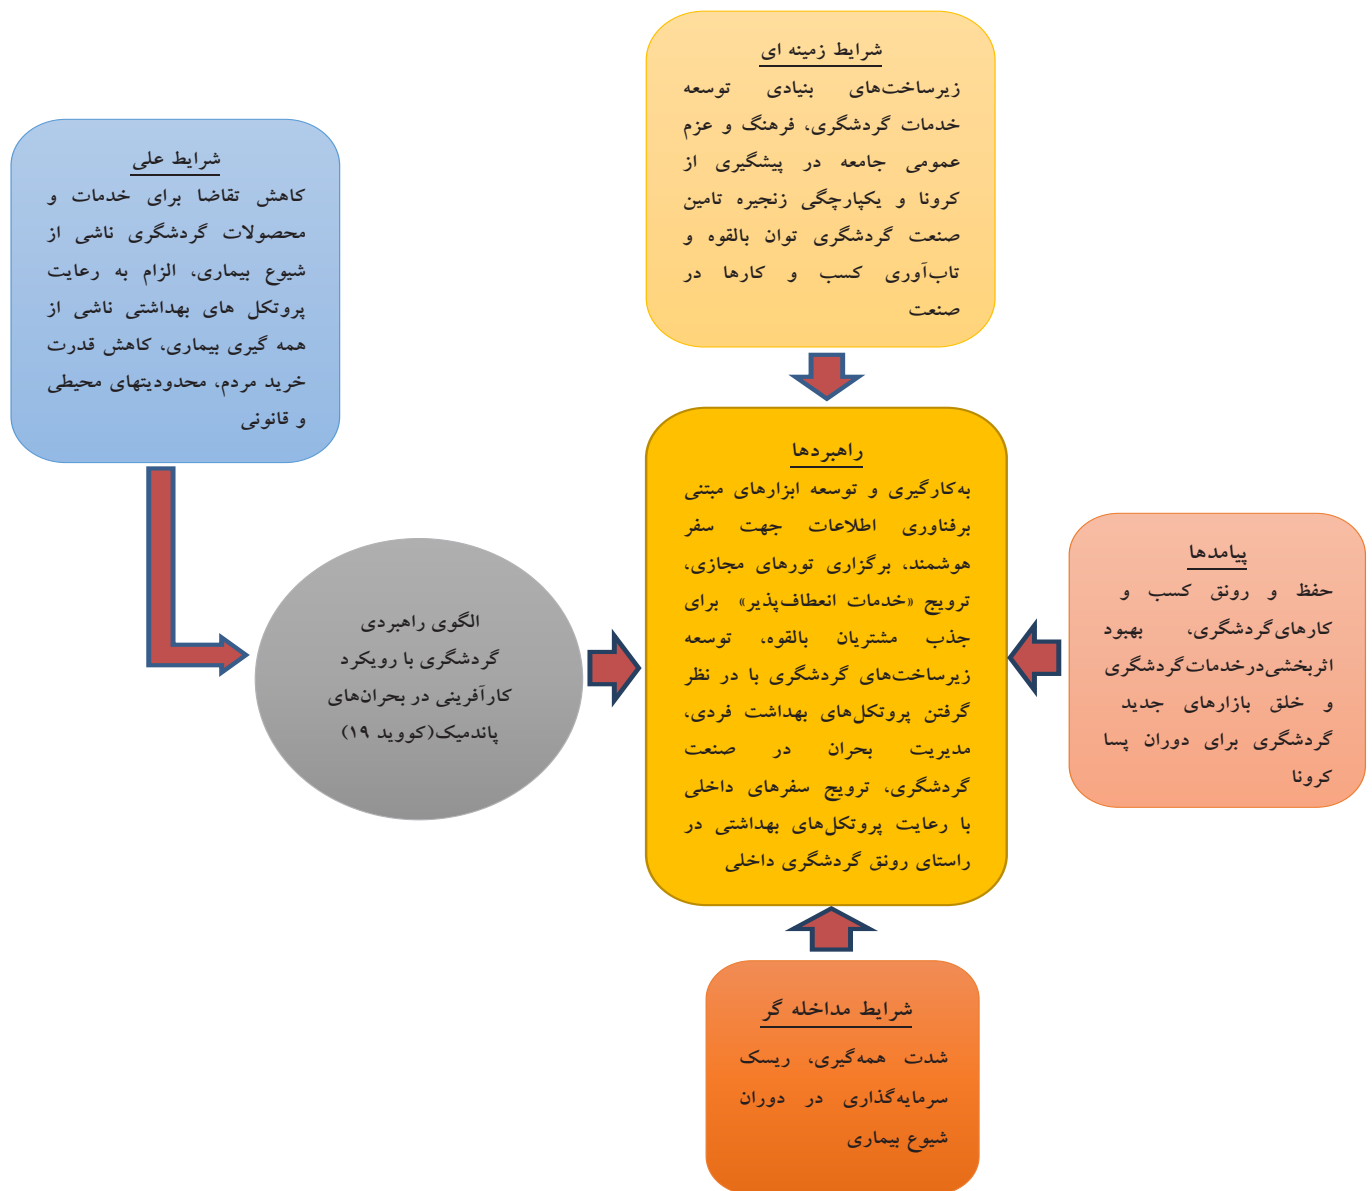 شرایط زمینه ای
زیرساخت‌های بنیادی توسعه
خدمات گردشگری، فرهنگ و عزم
عمومی جامعه در پیشگیری از
کرونا و یکپارچگی زنجیره تامین
صنعت گردشگری توان بالقوه و
تاب‌آوری کسب و کارها در
صنعت
شرایط علی
کاهش تقاضا برای خدمات و
محصولات گردشگری ناشی از
شیوع بیماری، الزام به رعایت
پروتکل های بهداشتی ناشی از
همه گیری بیماری، کاهش قدرت
خرید مردم، محدودیتهای محیطی
و قانونی
راهبردها
به‌کارگیری و توسعه ابزارهای مبتنی
برفناوری اطلاعات جهت سفر
هوشمند، برگزاری تورهای مجازی،
ترویج «خدمات انعطاف‌پذیر» برای
جذب مشتریان بالقوه، توسعه
زیرساخت‌های گردشگری با در نظر
گرفتن پروتکل‌های بهداشت فردی،
مدیریت بحران در صنعت
گردشگری، ترویج سفرهای داخلی
با رعایت پروتکل‌های بهداشتی در
راستای رونق گردشگری داخلی
پیامدها
حفظ و رونق کسب و
کارهای‌گردشگری، بهبود
اثربخشی‌درخدمات‌گردشگری
و خلق بازارهای جدید
گردشگری برای دوران پسا
کرونا
الگوی راهبردی
گردشگری با رویکرد
کارآفرینی در بحران‌های
پاندمیک(کووید ۱۹)
شرایط مداخله گر
شدت همه‌گیری، ریسک
سرمایه‌گذاری در دوران
شیوع بیماری